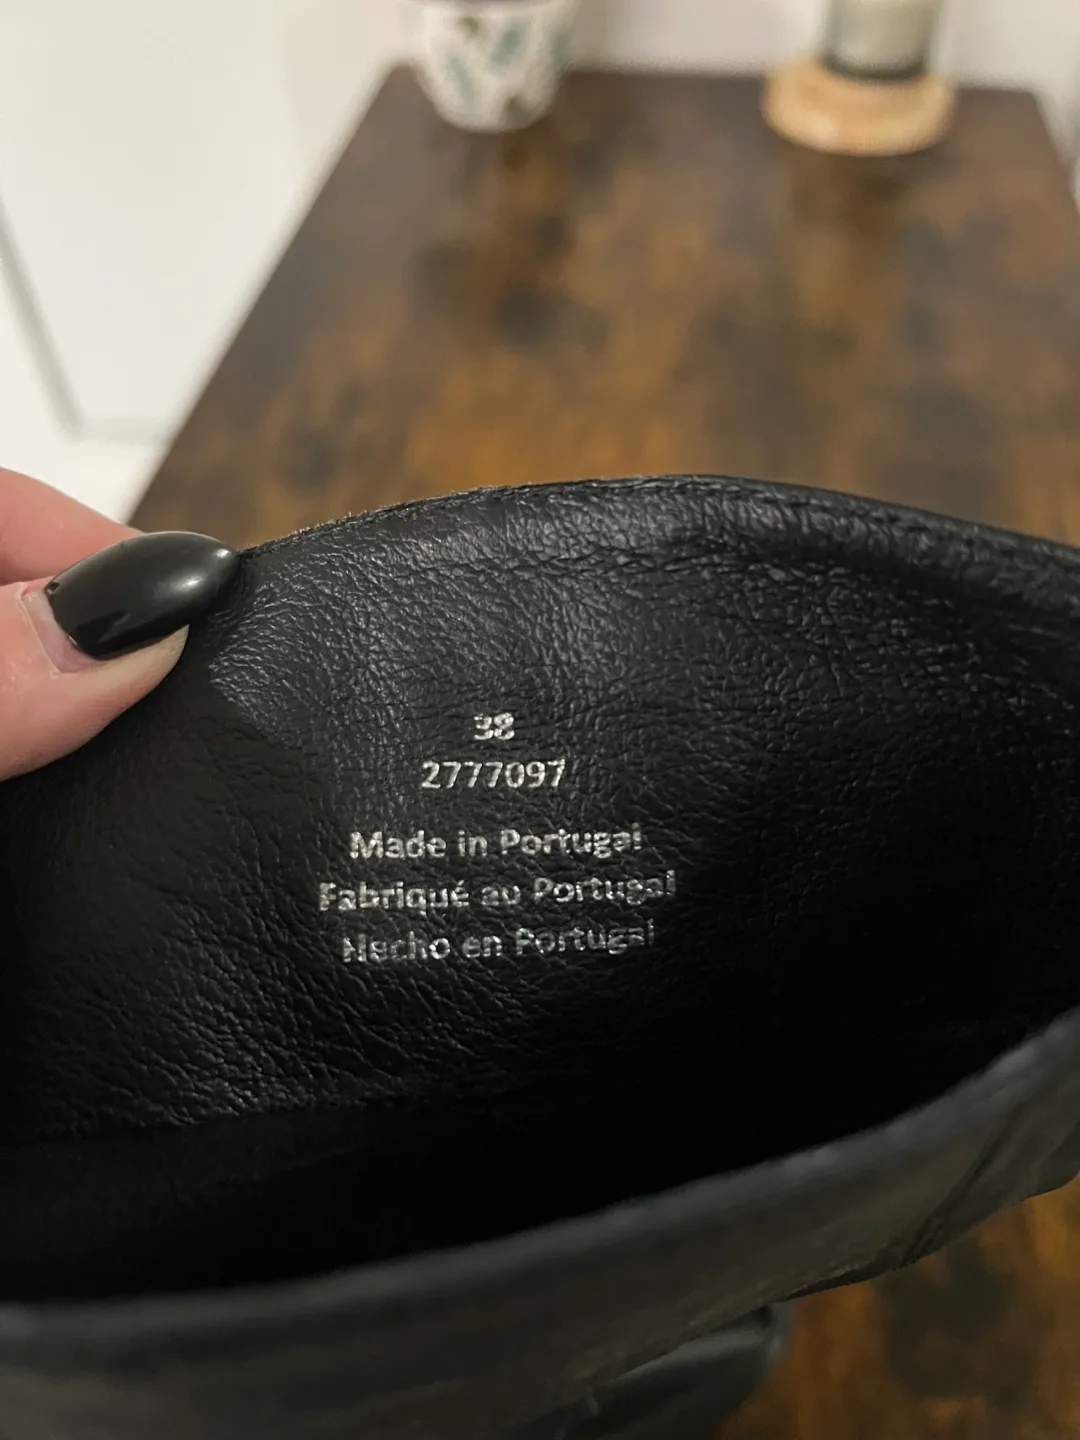 38
2777097
Made in Portugal
Fabriqué au Portugal
Hecho en Portugal